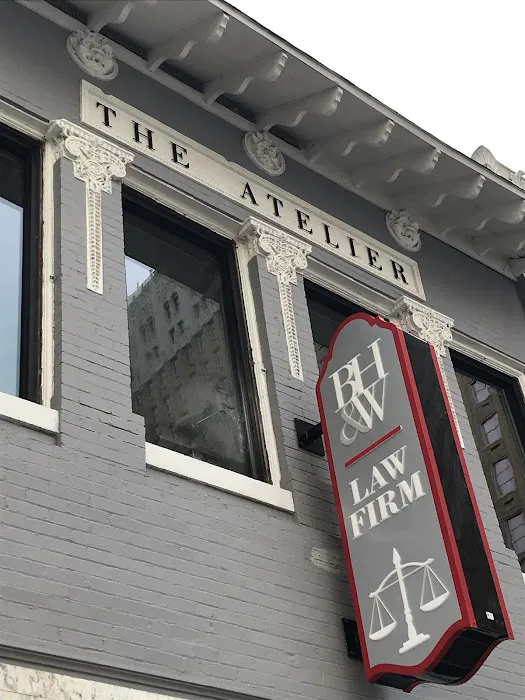 THE ATELIER
BH
&W
LAW
FIRM